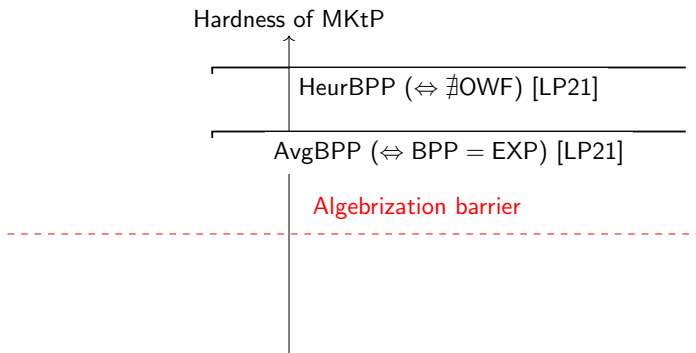 Hardness of MKtP
HeurBPP (⇔ ∄OWF) [LP21]
AvgBPP (⇔ BPP = EXP) [LP21]
Algebrization barrier